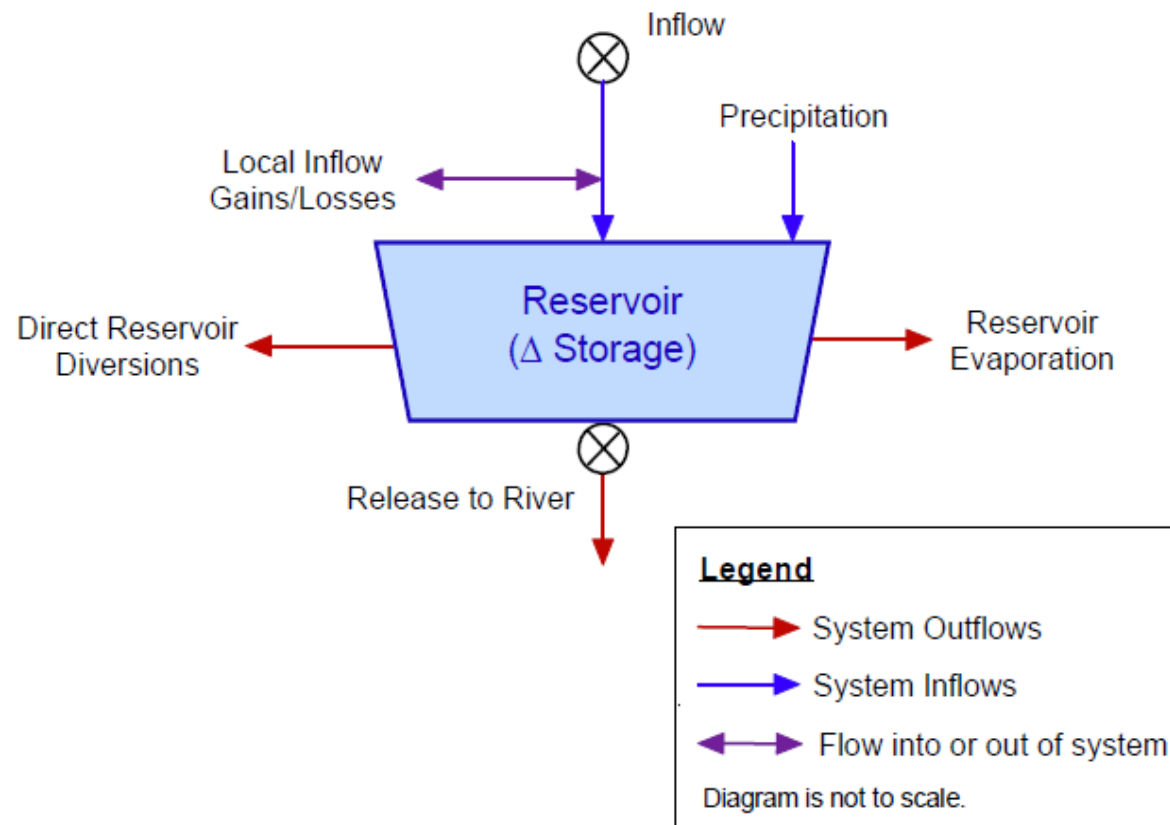 Inflow
Precipitation
Local Inflow
Gains/Losses
Reservoir
(Δ Storage)
Direct Reservoir
Diversions
Reservoir
Evaporation
Release to River
Legend
System Outflows
System Inflows
Flow into or out of system
Diagram is not to scale.